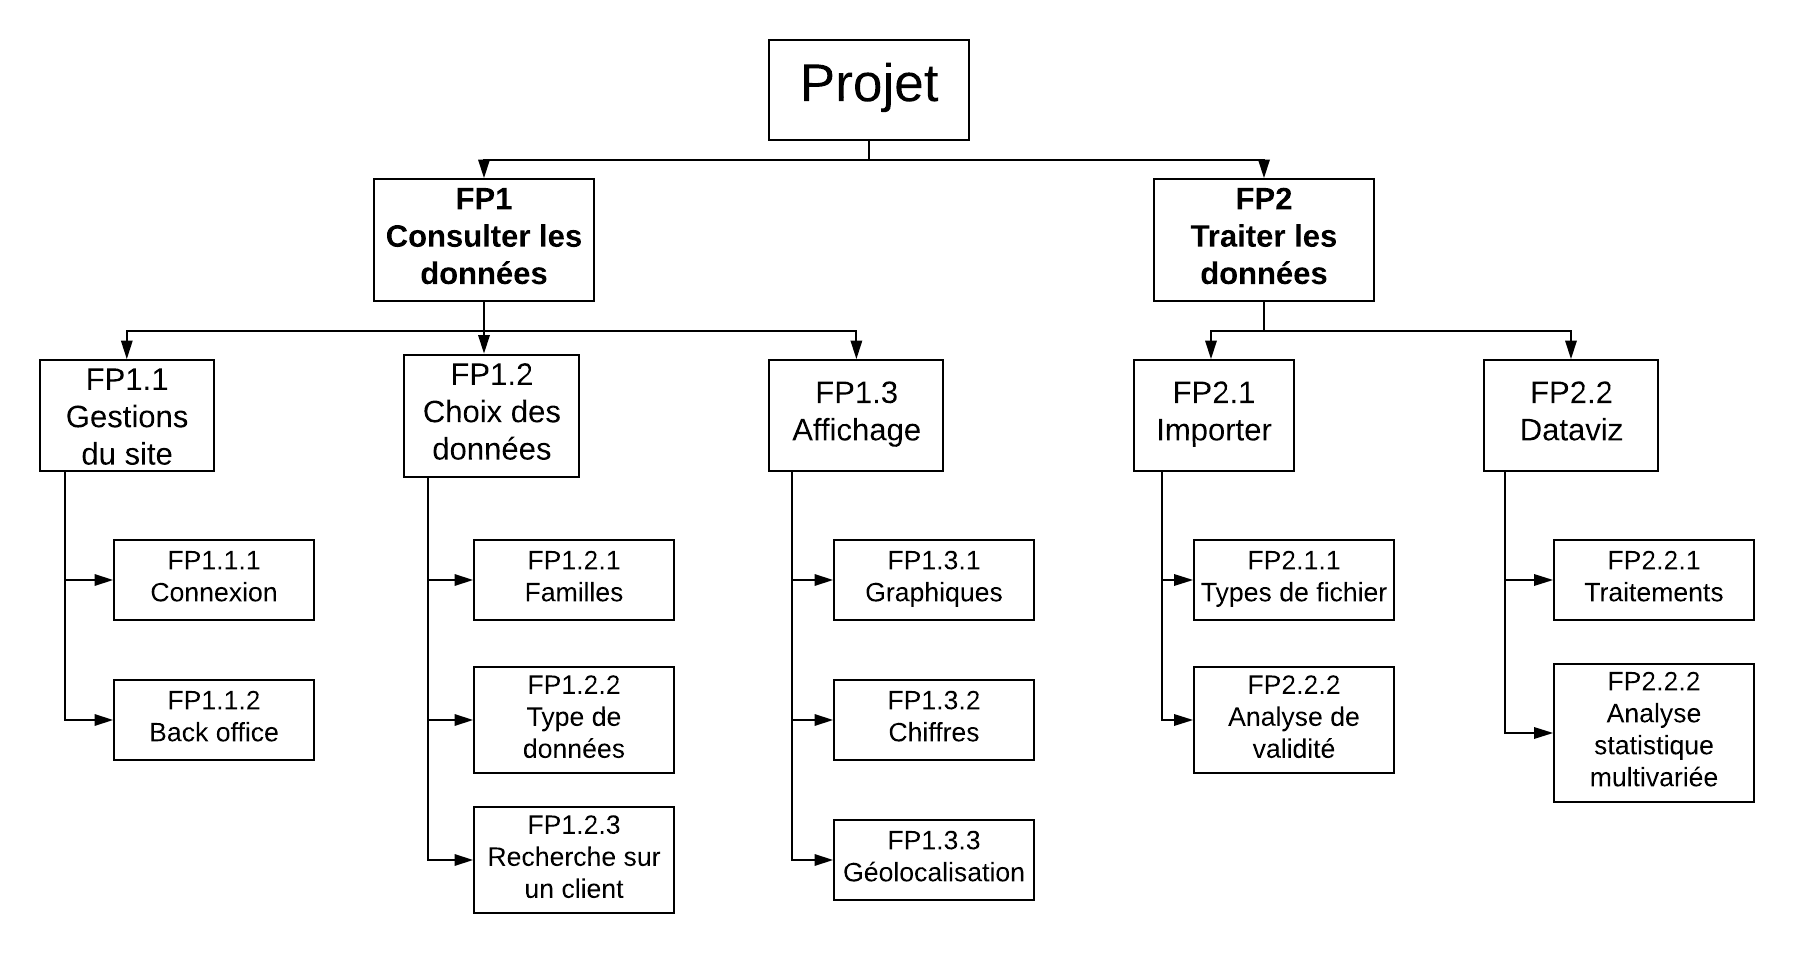 Projet
FP1
Consulter les
données
FP2
Traiter les
données
FP1.1
Gestions
du site
FP1.2
Choix des
données
FP1.3
Affichage
FP2.1
Importer
FP2.2
Dataviz
FP1.1.1
Connexion
FP1.2.1
Familles
FP1.3.1
Graphiques
FP2.1.1
Types de fichier
FP2.2.1
Traitements
FP1.1.2
Back office
FP1.2.2
Type de
données
FP1.3.2
Chiffres
FP2.2.2
Analyse de
validité
FP2.2.2
Analyse
statistique
multivariée
FP1.2.3
Recherche sur
un client
FP1.3.3
Géolocalisation